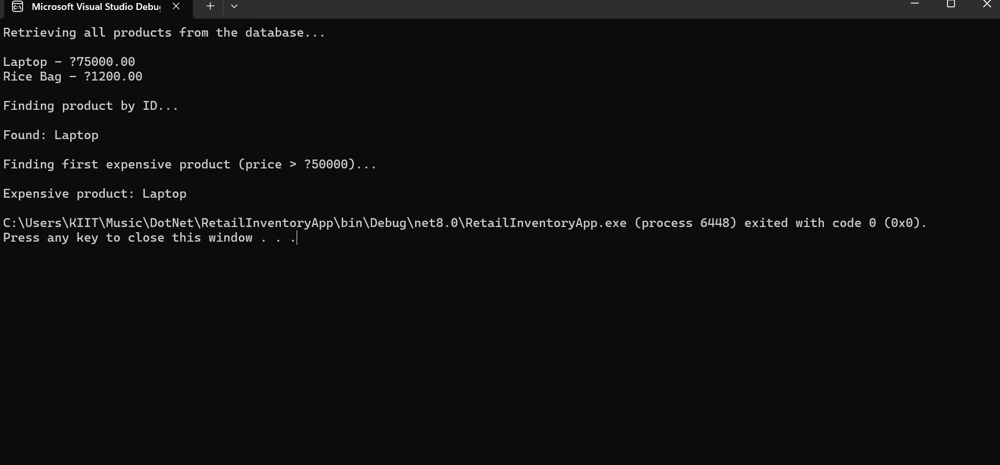 Microsoft Visual Studio Debug
Retrieving all products from the database...
Laptop - ?75000.00
Rice Bag - ?1200.00
Finding product by ID...
Found: Laptop
Finding first expensive product (price > ?50000)...
Expensive product: Laptop
C:\Users\KIIT\Music\DotNet\RetailInventoryApp\bin\Debug\net8.0\RetailInventoryApp.exe (process 6448) exited with code 0 (0x0).
Press any key to close this window . . .